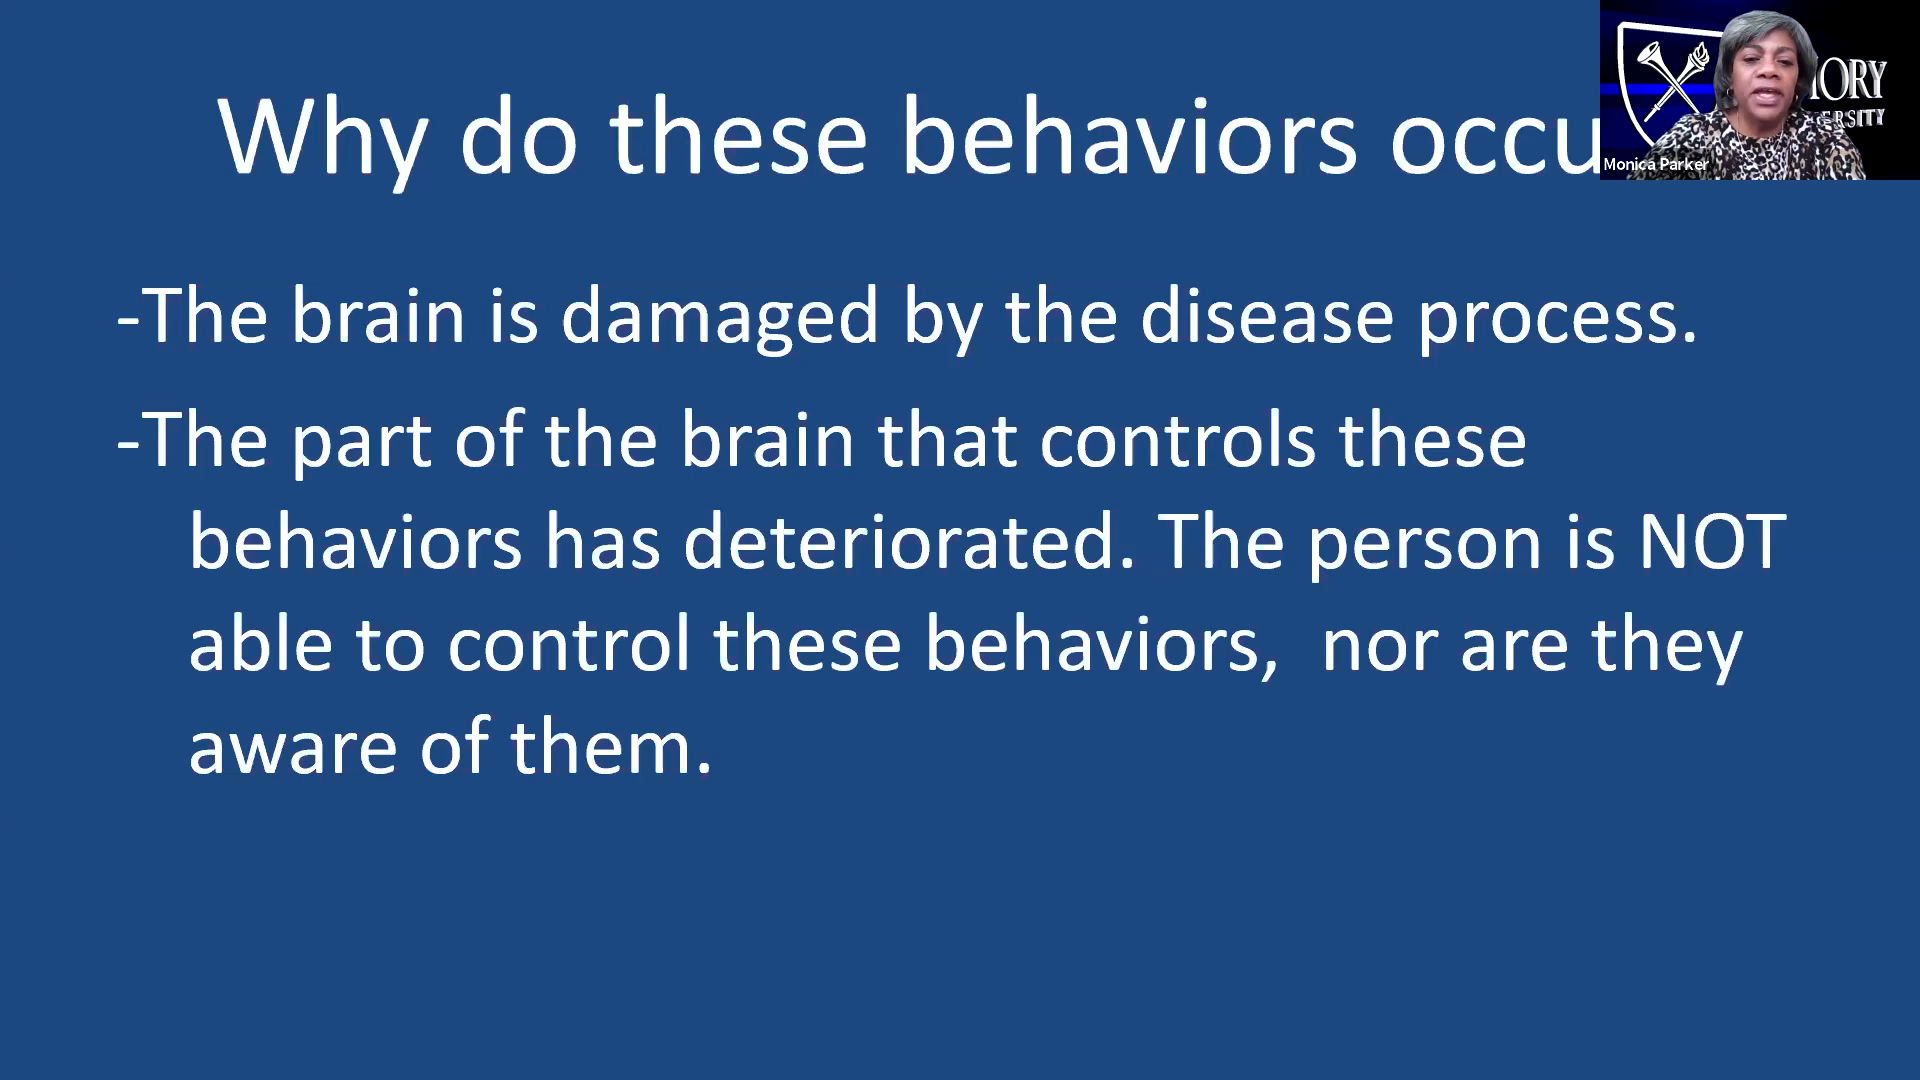 Why do these behaviors occu
ORY
ERSITY
Monica Parker
-The brain is damaged by the disease process.
-The part of the brain that controls these
behaviors has deteriorated. The person is NOT
able to control these behaviors,  nor are they
aware of them.